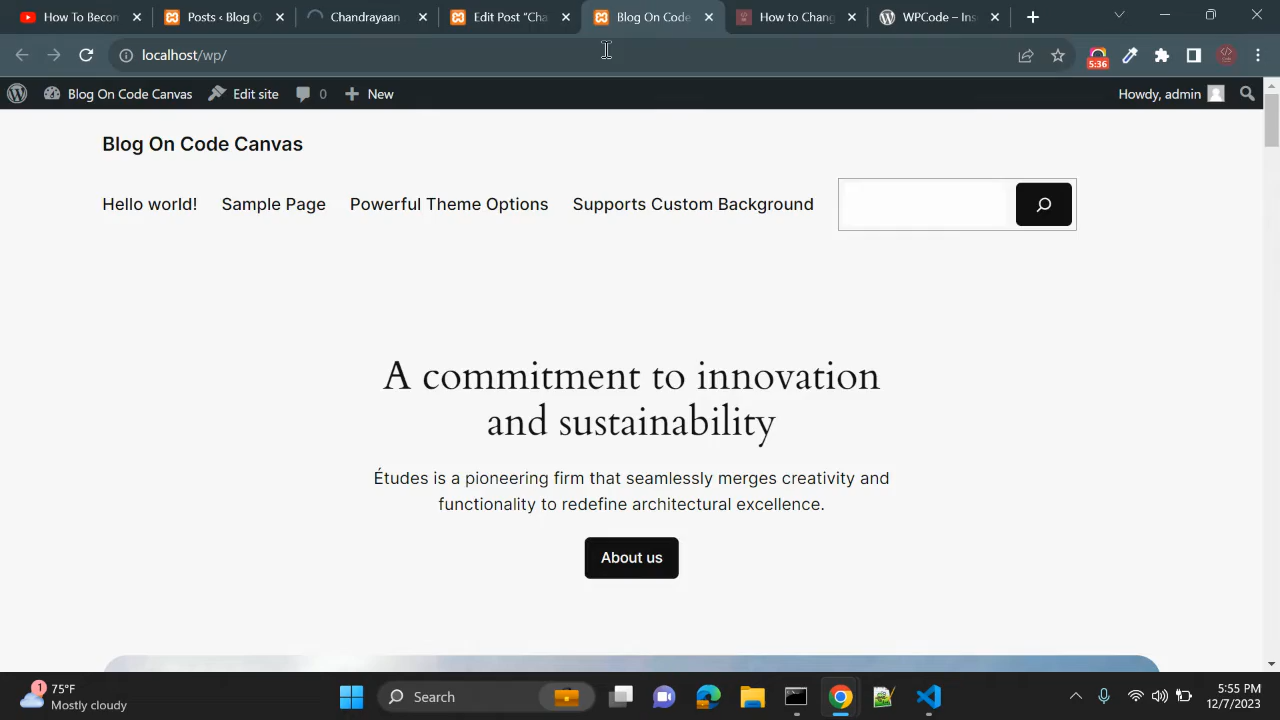 How To Becon
Posts ‹ Blog O
Chandrayaan
Edit Post "Cha
Blog On Code
How to Chang
WPCode – Ins
localhost/wp/
5:36
Blog On Code Canvas
Edit site
0
New
Howdy, admin
Blog On Code Canvas
Hello world!
Sample Page
Powerful Theme Options
Supports Custom Background
A commitment to innovation
and sustainability
Études is a pioneering firm that seamlessly merges creativity and
functionality to redefine architectural excellence.
About us
1
75°F
Mostly cloudy
Search
5:55 PM
12/7/2023